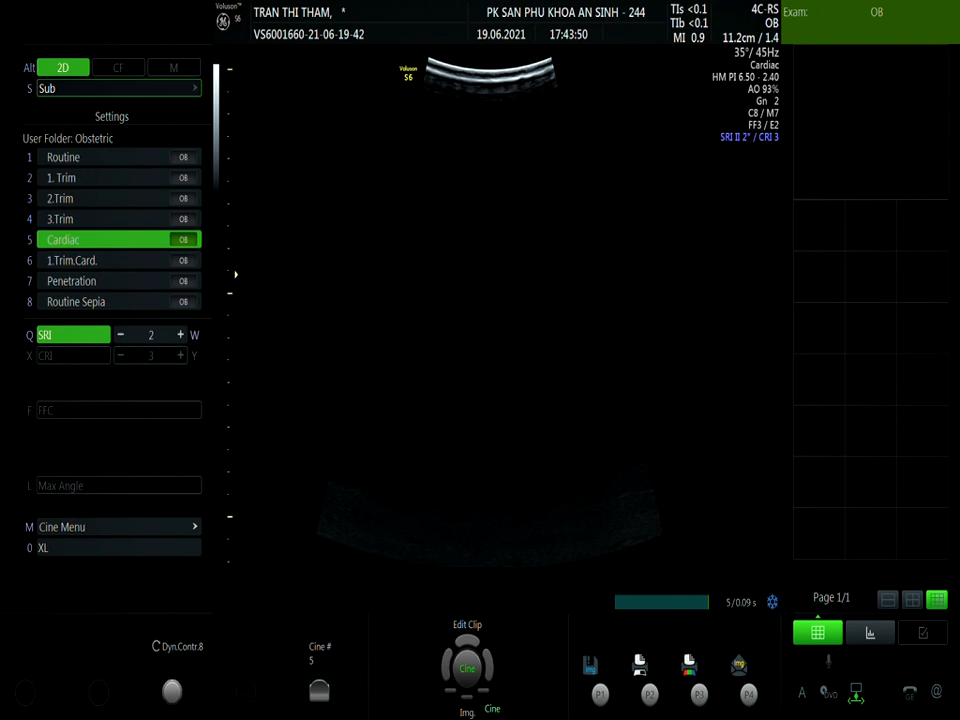 Voluson™ S6
TRAN THI THAM, *
PK SAN PHU KHOA AN SINH - 244
VS6001660-21-06-19-42
19.06.2021
17:43:50
TIs <0.1
TIb <0.1
MI 0.9
4C-RS
OB
11.2cm / 1.4
35°/ 45Hz
Cardiac
HM PI 6.50 - 2.40
AO 93%
Gn 2
C8 / M7
FF3 / E2
SRI II 2* / CRI 3
Exam: OB
Voluson
S6
Alt 2D CF M
S Sub
Settings
User Folder: Obstetric
1 Routine OB
2 1. Trim OB
3 2.Trim OB
4 3.Trim OB
5 Cardiac OB
6 1.Trim.Card. OB
7 Penetration OB
8 Routine Sepia OB
Q SRI − 2 + W
X CRI − 3 + Y
F FFC
L Max Angle
M Cine Menu >
0 XL
5/0.09 s
Page 1/1
C Dyn.Contr.8
Cine #
5
Edit Clip
Cine
Img.
Cine
Img
P1
P2
P3
P4
A
DVD
GE
@